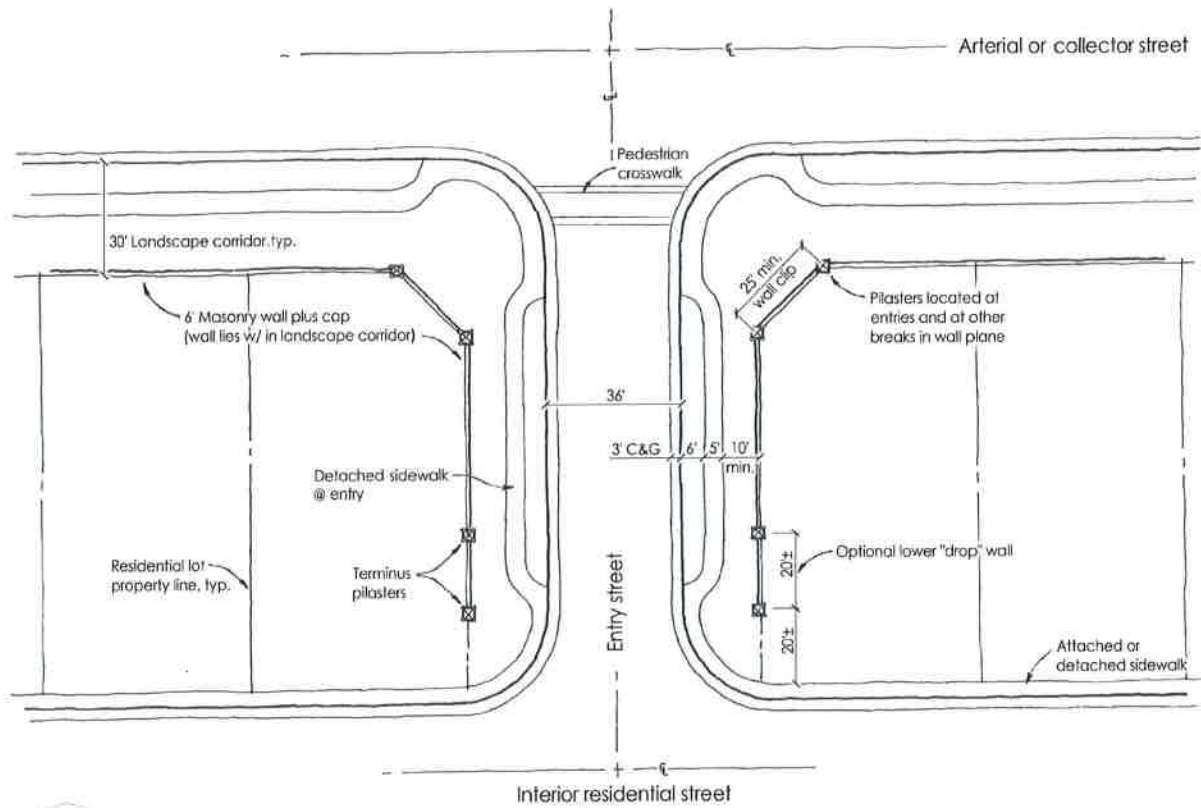 Arterial or collector street
℄
℄
Pedestrian
crosswalk
30' Landscape corridor, typ.
25' min.
wall clip
6' Masonry wall plus cap
(wall lies w/ in landscape corridor)
Pilasters located at
entries and at other
breaks in wall plane
36'
3' C&G
6'
5'
10'
min.
Detached sidewalk
@ entry
Residential lot
property line, typ.
Terminus
pilasters
Entry street
20'±
Optional lower "drop" wall
20'±
Attached or
detached sidewalk
℄
Interior residential street